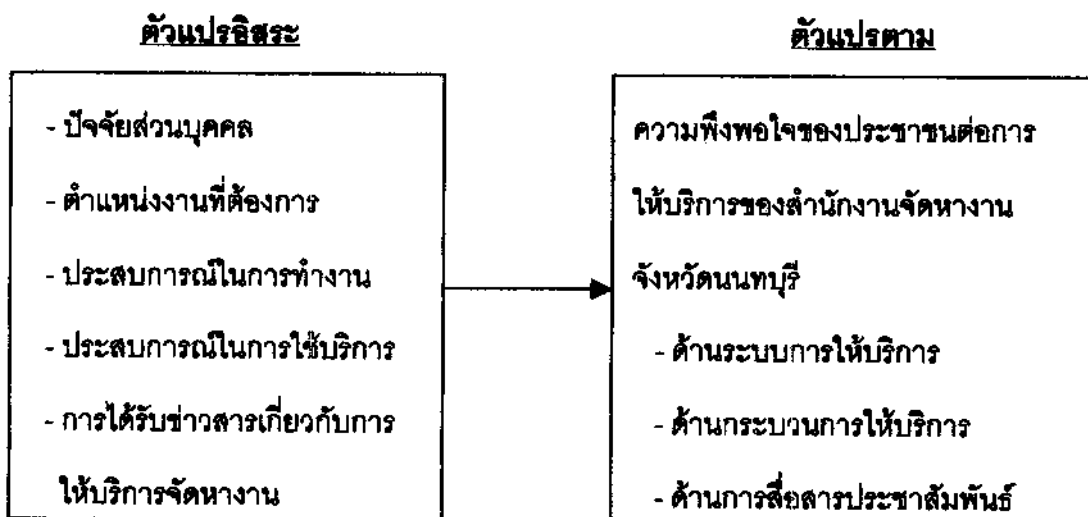 ตัวแปรอิสระ
- ปัจจัยส่วนบุคคล
- ตำแหน่งงานที่ต้องการ
- ประสบการณ์ในการทำงาน
- ประสบการณ์ในการใช้บริการ
- การได้รับข่าวสารเกี่ยวกับการ
ให้บริการจัดหางาน
ตัวแปรตาม
ความพึงพอใจของประชาชนต่อการ
ให้บริการของสำนักงานจัดหางาน
จังหวัดนนทบุรี
- ด้านระบบการให้บริการ
- ด้านกระบวนการให้บริการ
- ด้านการสื่อสารประชาสัมพันธ์